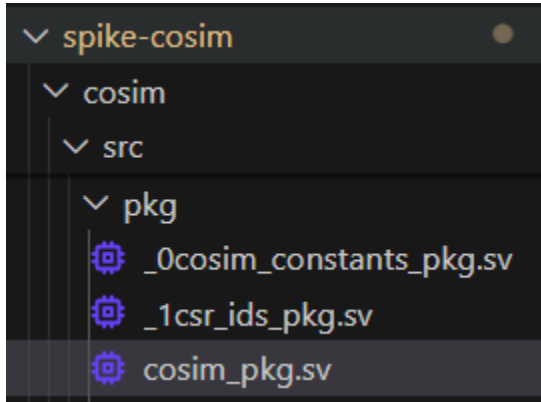 spike-cosim
cosim
src
pkg
_0cosim_constants_pkg.sv
_1csr_ids_pkg.sv
cosim_pkg.sv